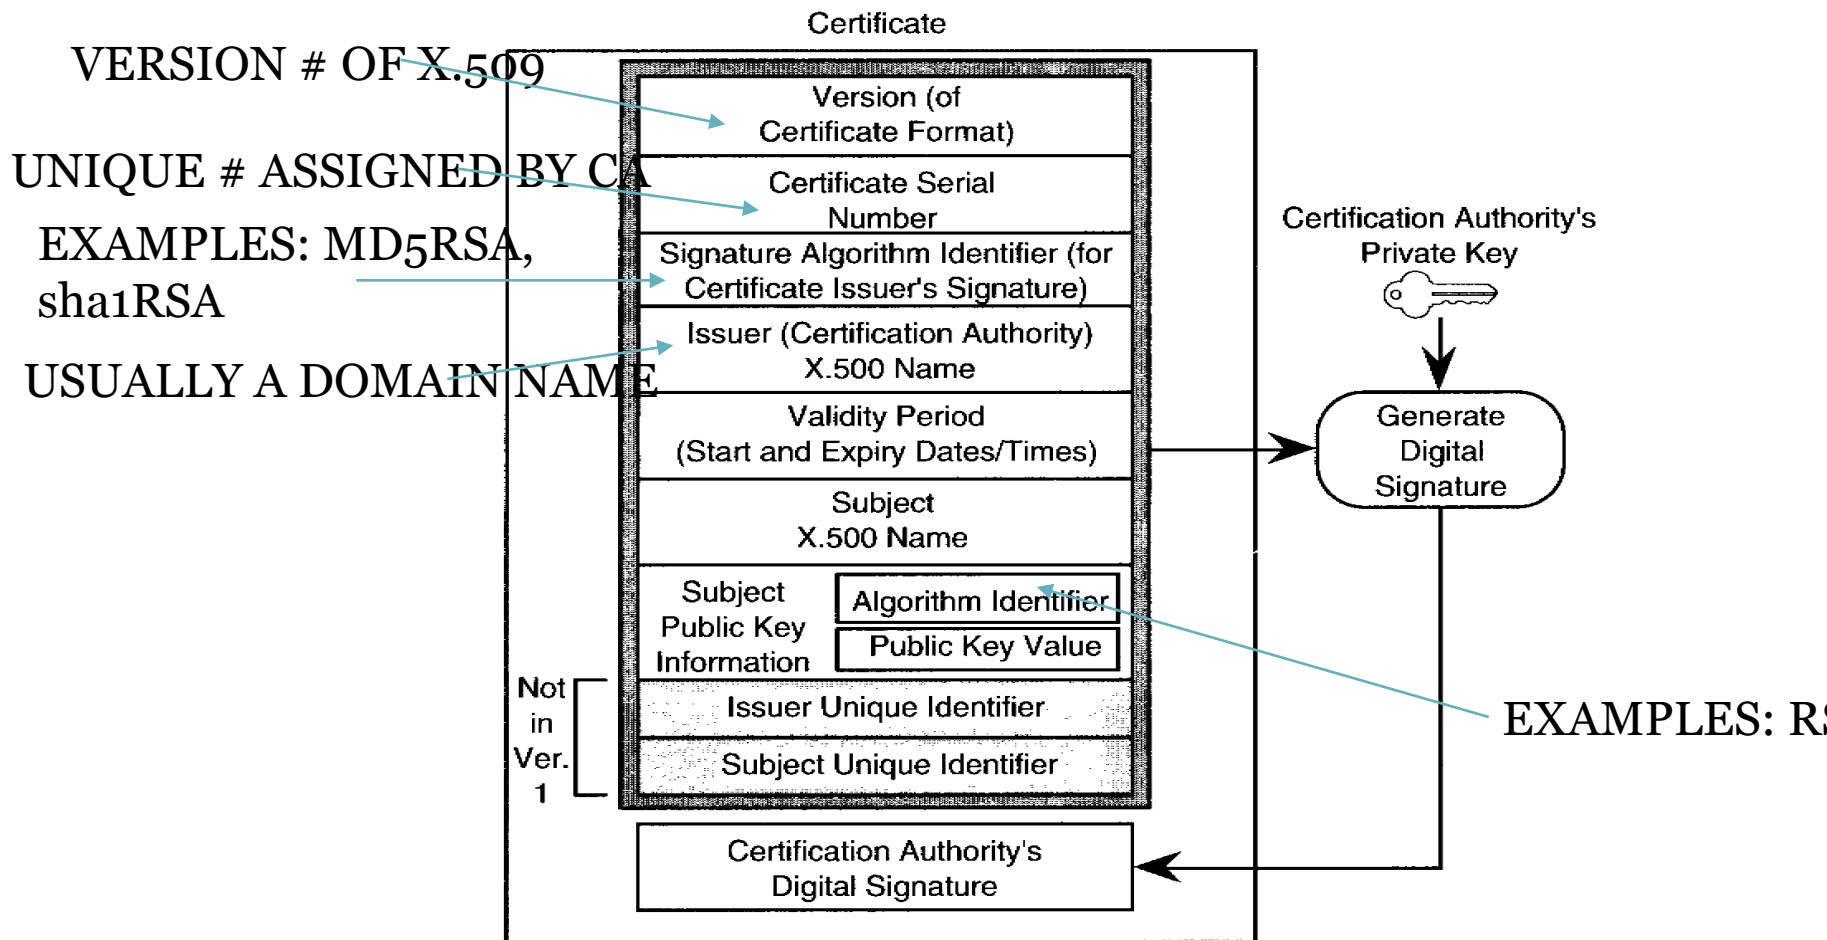 Certificate
VERSION # OF X.509
Version (of
Certificate Format)
UNIQUE # ASSIGNED BY CA
Certificate Serial
Number
EXAMPLES: MD5RSA,
sha1RSA
Signature Algorithm Identifier (for
Certificate Issuer's Signature)
USUALLY A DOMAIN NAME
Issuer (Certification Authority)
X.500 Name
Validity Period
(Start and Expiry Dates/Times)
Subject
X.500 Name
Subject
Public Key
Information
Algorithm Identifier
Public Key Value
Not
in
Ver.
1
Issuer Unique Identifier
Subject Unique Identifier
Certification Authority's
Digital Signature
Certification Authority's
Private Key
Generate
Digital
Signature
EXAMPLES: